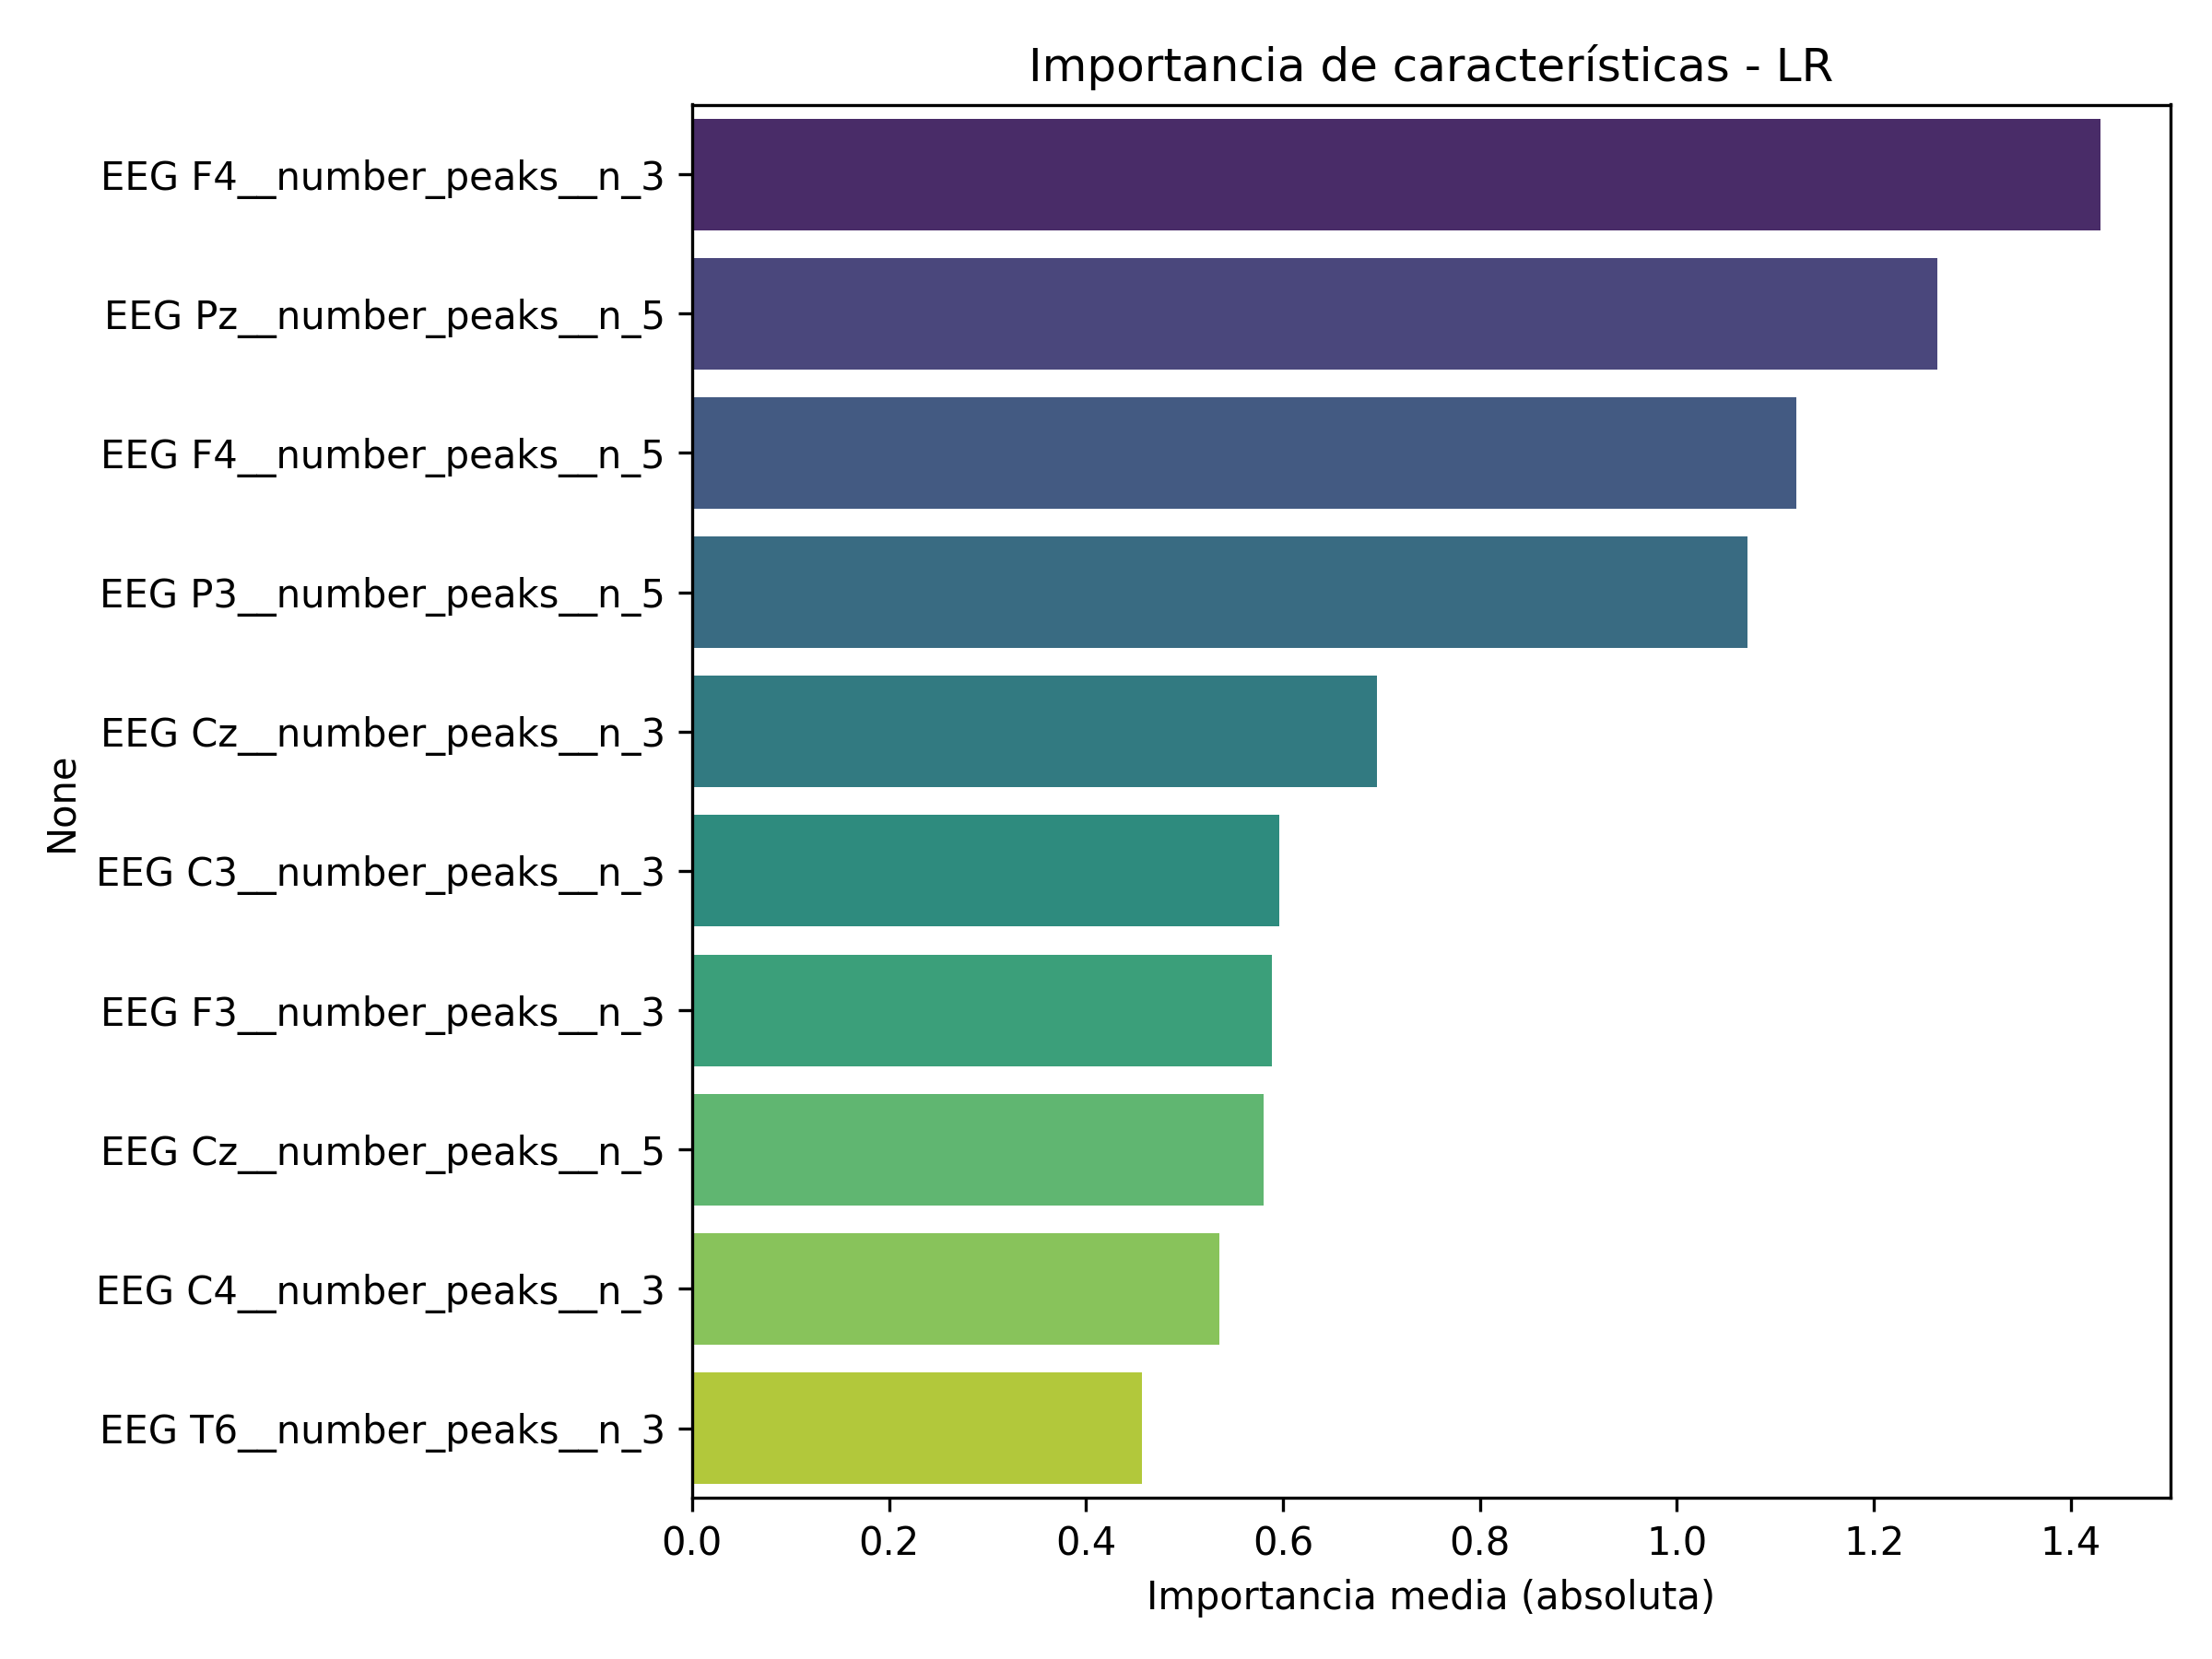 Importancia de características - LR
EEG F4__number_peaks__n_3
EEG Pz__number_peaks__n_5
EEG F4__number_peaks__n_5
EEG P3__number_peaks__n_5
EEG Cz__number_peaks__n_3
EEG C3__number_peaks__n_3
EEG F3__number_peaks__n_3
EEG Cz__number_peaks__n_5
EEG C4__number_peaks__n_3
EEG T6__number_peaks__n_3
None
0.0 0.2 0.4 0.6 0.8 1.0 1.2 1.4
Importancia media (absoluta)